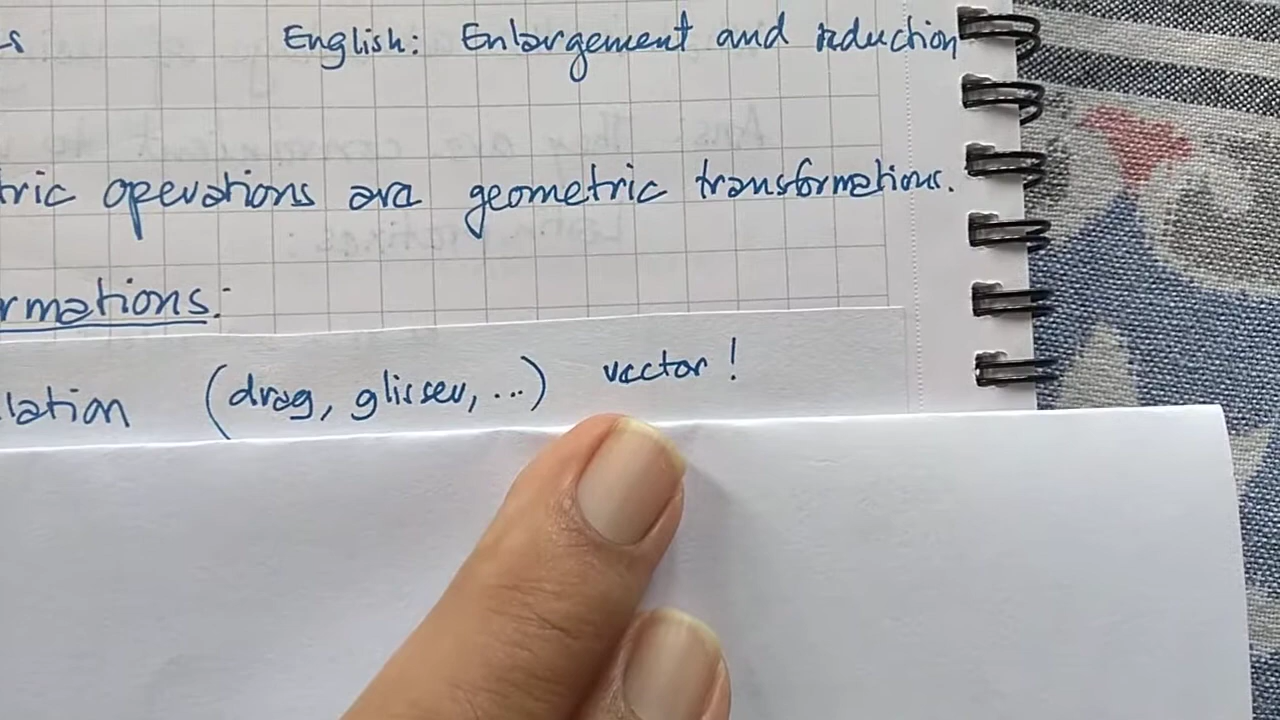 s English: Enlargement and reduction
tric operations are geometric transformations.
rmations:
lation (drag, glisser, ...) vector!